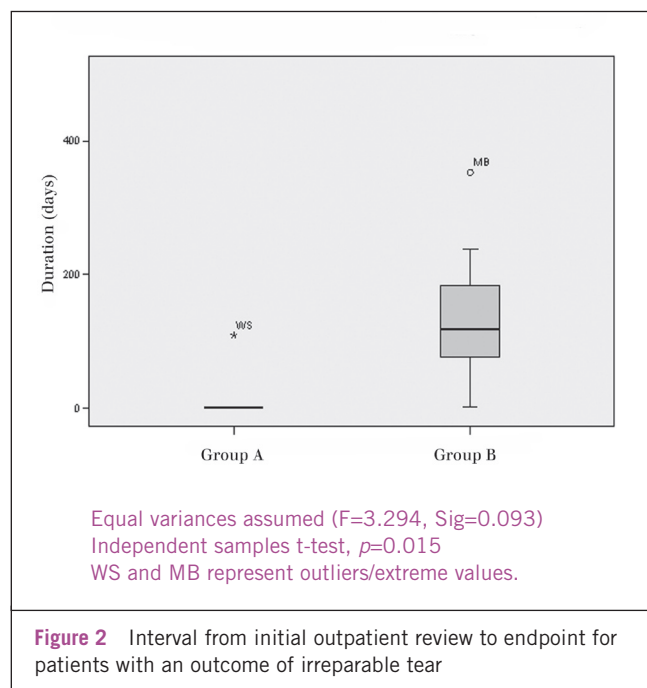 Duration (days)
400
200
0
MB
WS
Group A
Group B
Equal variances assumed (F=3.294, Sig=0.093)
Independent samples t-test, p=0.015
WS and MB represent outliers/extreme values.
Figure 2 Interval from initial outpatient review to endpoint for
patients with an outcome of irreparable tear